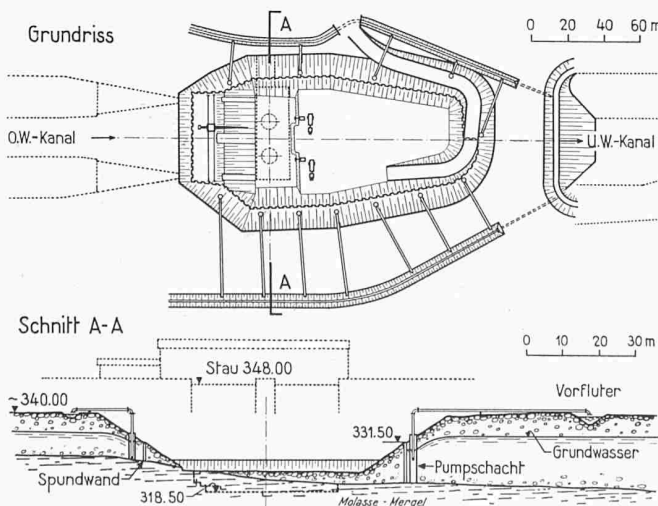 Grundriss
A
0 20 40 60 m
O.W.-Kanal
U.W.-Kanal
A
Schnitt A-A
0 10 20 30 m
Stau 348.00
Vorfluter
~340.00
331.50
Grundwasser
Spundwand
Pumpschacht
318.50
Molasse-Mergel